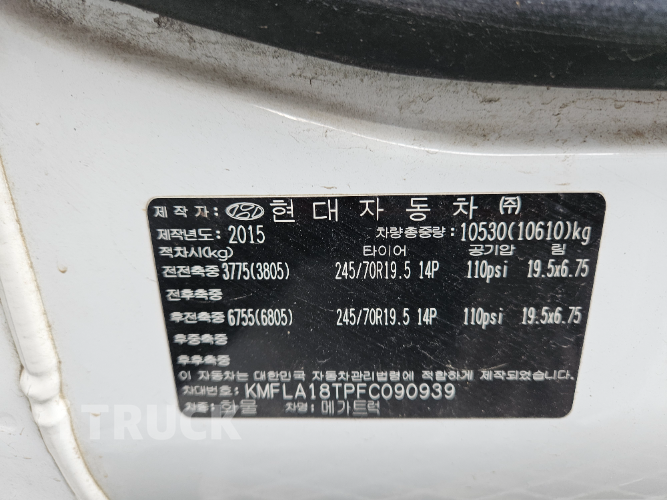 제 작 자 : 현 대 자 동 차 ㈜
제작년도: 2015 차량총중량: 10530(10610)kg
적차시(kg) 타이어 공기압 림
전전축중 3775(3805) 245/70R19.5 14P 110psi 19.5x6.75
전후축중
후전축중 6755(6805) 245/70R19.5 14P 110psi 19.5x6.75
후중축중
후후축중
이 자동차는 대한민국 자동차관리법령에 적합하게 제작되었습니다.
차대번호: KMFLA18TPFC090939
차종: 화물 차명: 메가트럭
TRUCK